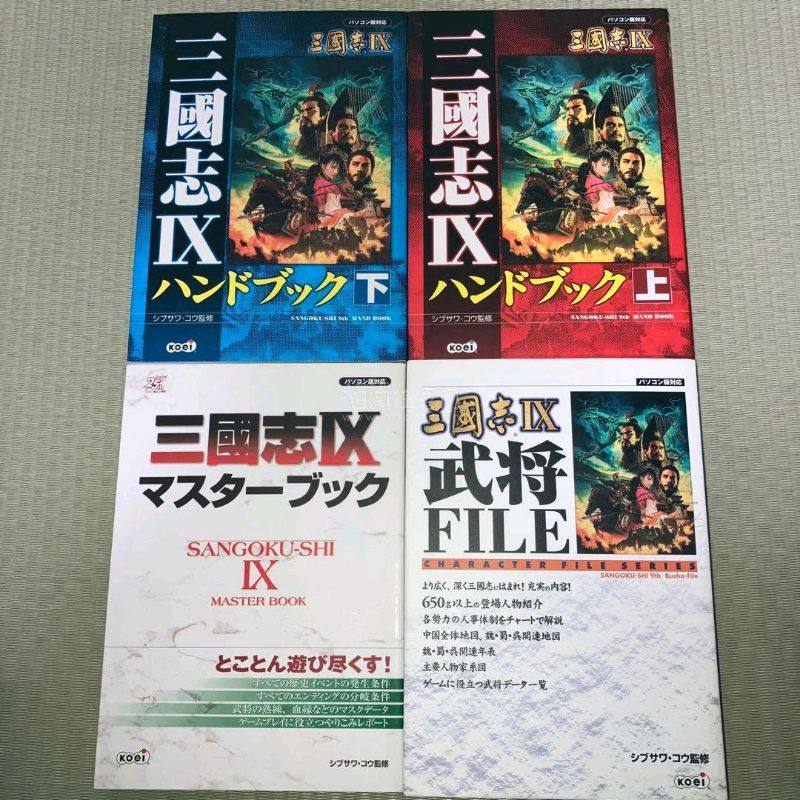 パソコン版対応
三國志IX
三國志IX
ハンドブック 下
シブサワ・コウ監修
SANGOKU-SHI 9th HAND BOOK
KOEI
パソコン版対応
三國志IX
三國志IX
ハンドブック 上
シブサワ・コウ監修
SANGOKU-SHI 9th HAND BOOK
KOEI
パソコン版対応
三國志IX
マスターブック
SANGOKU-SHI
IX
MASTER BOOK
とことん遊び尽くす!
すべての歴史イベントの発生条件
すべてのエンディングの分岐条件
武将の熟練、血縁などのマスクデータ
ゲームプレイに役立つやりこみレポート
KOEI
シブサワ・コウ監修
パソコン版対応
三國志IX
武将
FILE
CHARACTER FILE SERIES
SANGOKU-SHI 9th Busho-File
より広く、深く三國志にはまれ!充実の内容!
650名以上の登場人物紹介
各勢力の人事体制をチャートで解説
中国全体地図、魏・蜀・呉関連地図
魏・蜀・呉関連年表
主要人物家系図
ゲームに役立つ武将データ一覧
シブサワ・コウ監修
KOEI